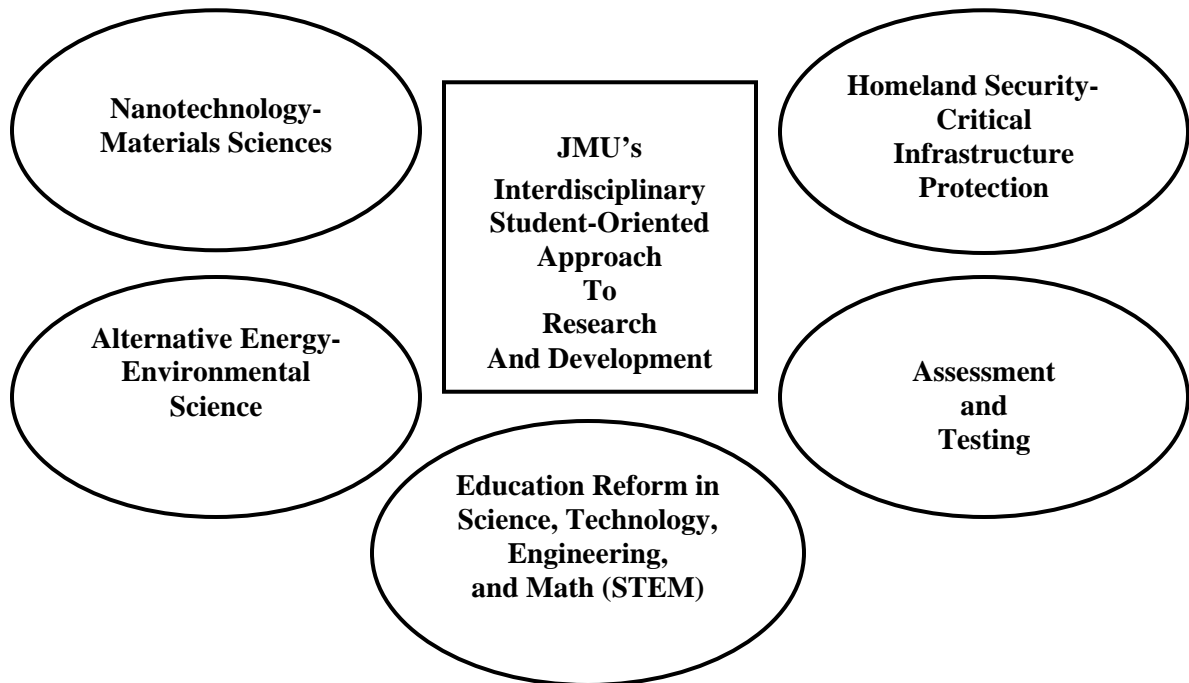 Nanotechnology-
Materials Sciences
JMU's
Interdisciplinary
Student-Oriented
Approach
To
Research
And Development
Homeland Security-
Critical
Infrastructure
Protection
Alternative Energy-
Environmental
Science
Assessment
and
Testing
Education Reform in
Science, Technology,
Engineering,
and Math (STEM)